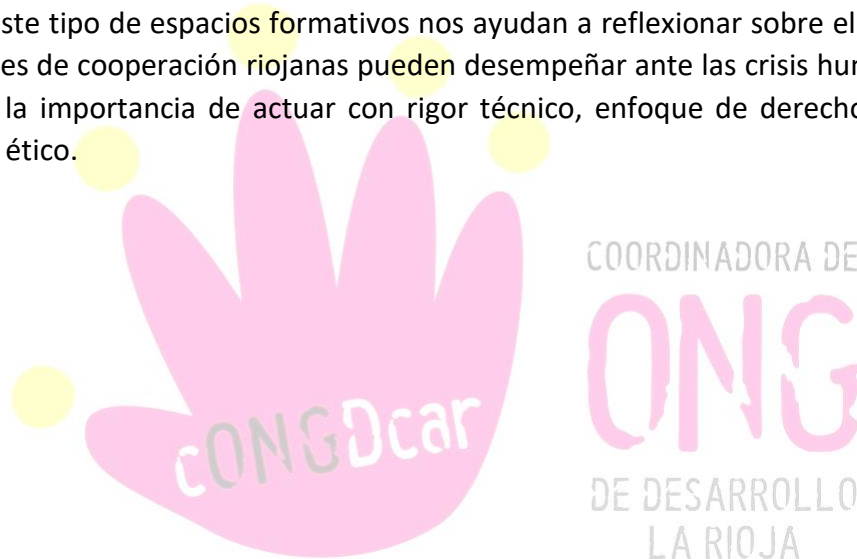 ste tipo de espacios formativos nos ayudan a reflexionar sobre el
es de cooperación riojanas pueden desempeñar ante las crisis hu
la importancia de actuar con rigor técnico, enfoque de derecho
ético.
COORDINADORA DE
ONG
cONGDcar
DE DESARROLLO
LA RIOJA